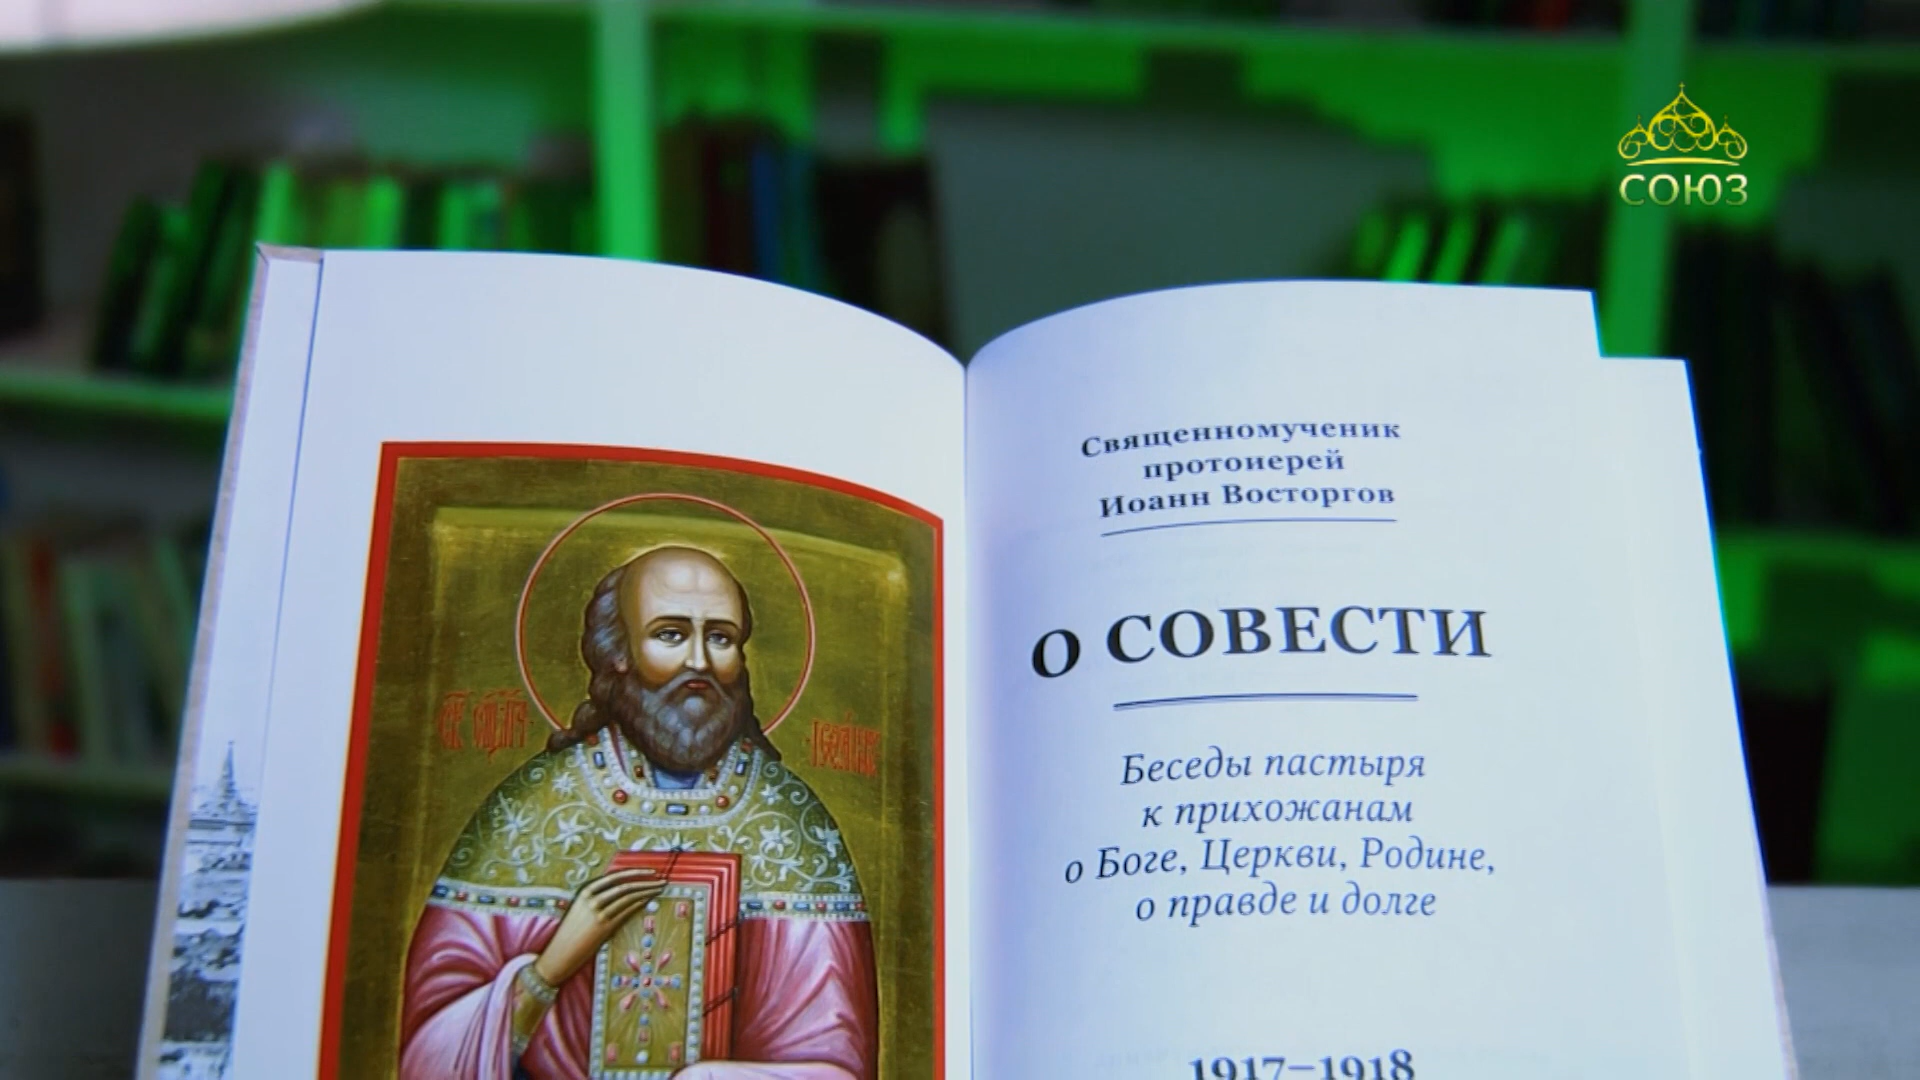 СОЮЗ
Священномученик
протоиерей
Иоанн Восторгов
О СОВЕСТИ
Беседы пастыря
к прихожанам
о Боге, Церкви, Родине,
о правде и долге
1917–1918